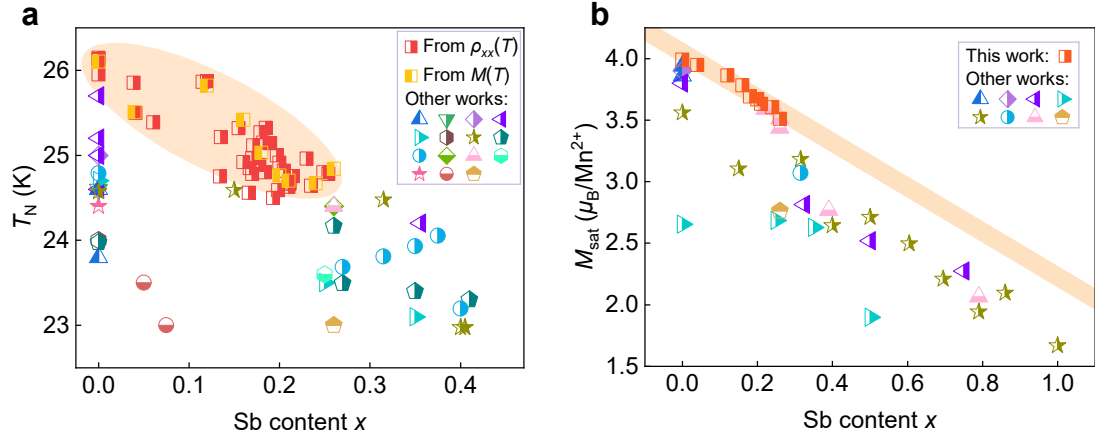 a
26
25
24
23
T_N (K)
0.0 0.1 0.2 0.3 0.4
Sb content x
From ρ_xx(T)
From M(T)
Other works:
b
4.0
3.5
3.0
2.5
2.0
1.5
M_sat (μ_B/Mn²⁺)
0.0 0.2 0.4 0.6 0.8 1.0
Sb content x
This work:
Other works: